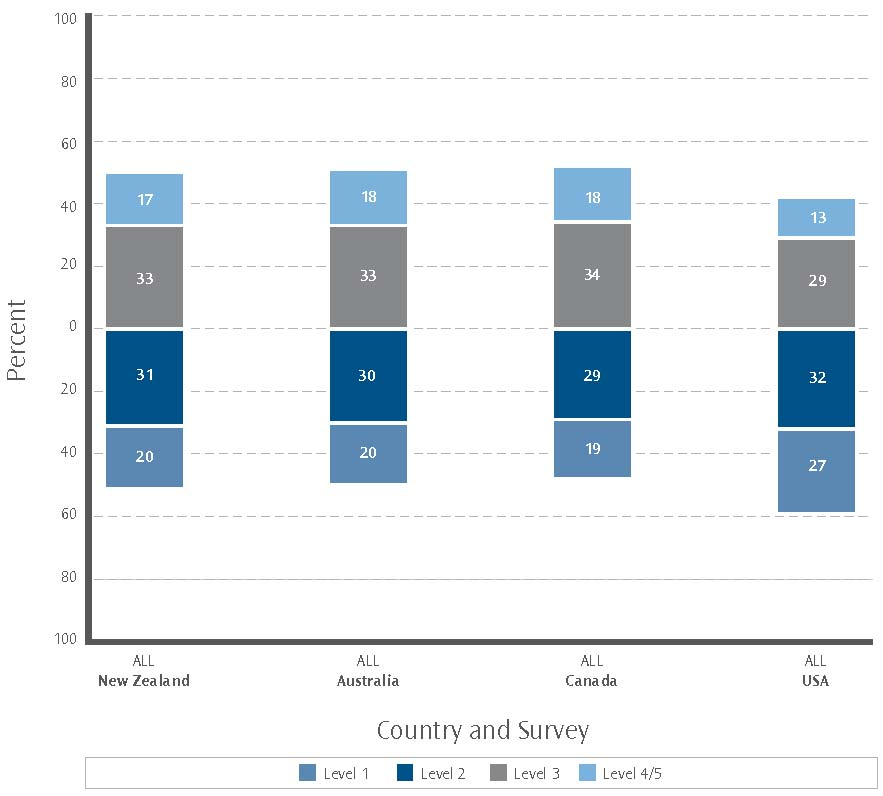 100
80
60
40
20
0
20
40
60
80
100
Percent
17 18 18 13
33 33 34 29
31 30 29 32
20 20 19 27
ALL ALL ALL ALL
New Zealand Australia Canada USA
Country and Survey
Level 1 Level 2 Level 3 Level 4/5